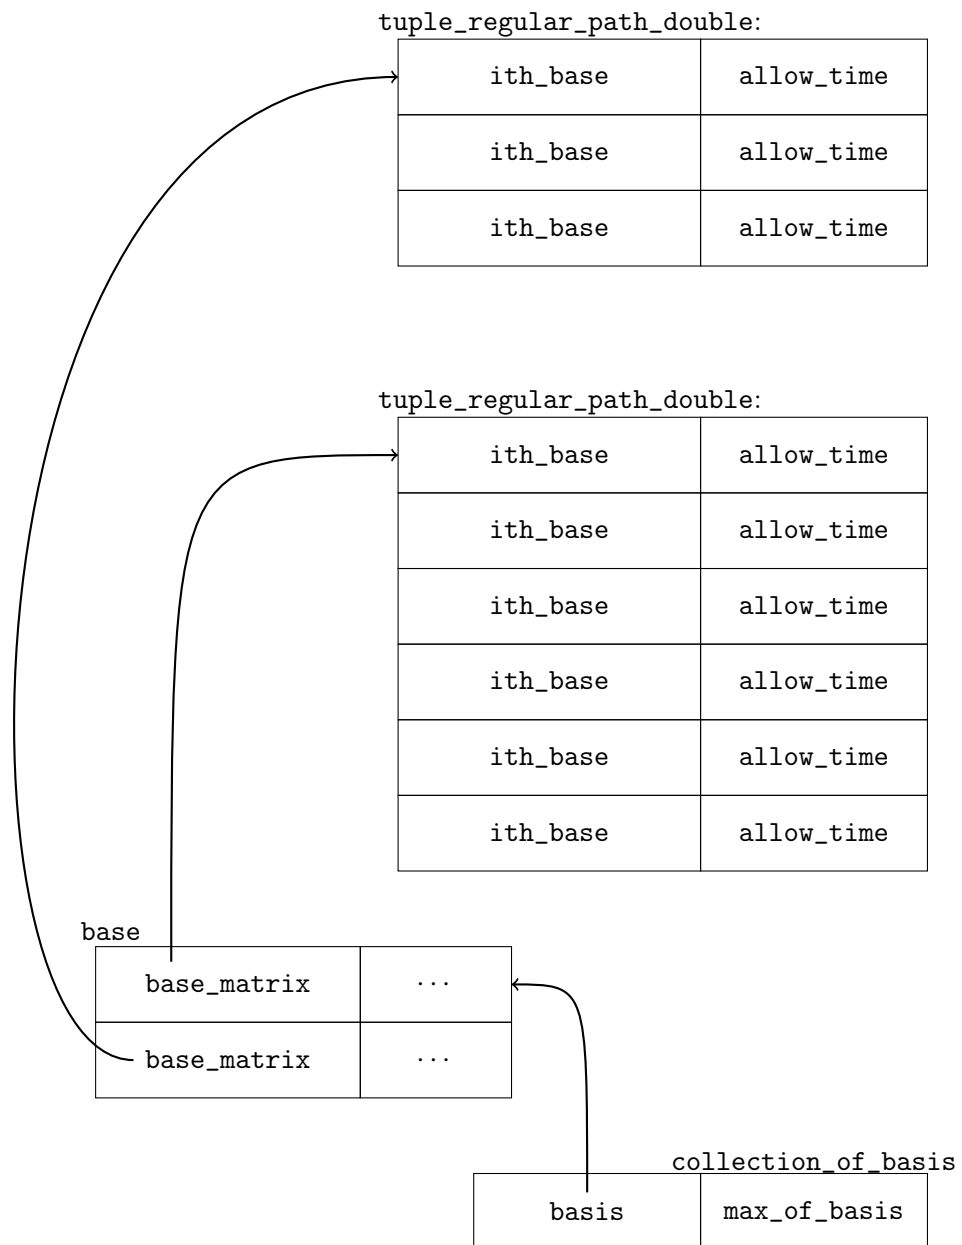 tuple_regular_path_double:
ith_base allow_time
ith_base allow_time
ith_base allow_time
tuple_regular_path_double:
ith_base allow_time
ith_base allow_time
ith_base allow_time
ith_base allow_time
ith_base allow_time
ith_base allow_time
base
base_matrix ···
base_matrix ···
collection_of_basis
basis max_of_basis